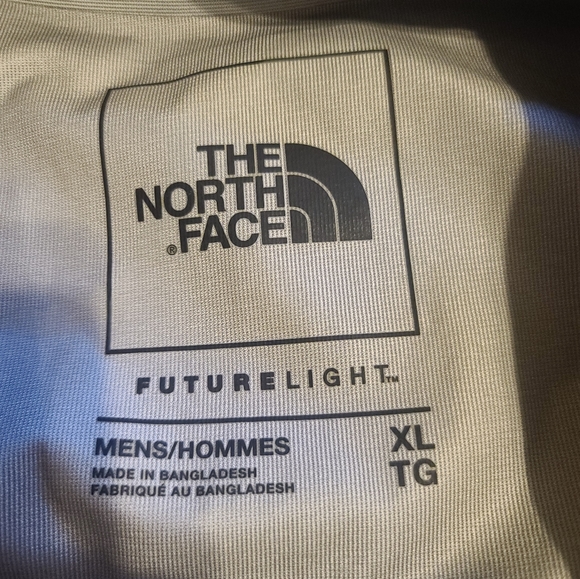 THE
NORTH
®FACE
FUTURELIGHT™
MENS/HOMMES XL
MADE IN BANGLADESH TG
FABRIQUÉ AU BANGLADESH